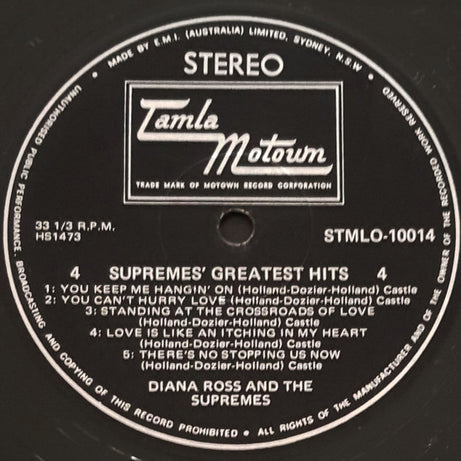 MADE BY E.M.I. (AUSTRALIA) LIMITED, SYDNEY, N.S.W.
UNAUTHORISED PUBLIC PERFORMANCE, BROADCASTING AND COPYING OF THIS RECORD PROHIBITED • ALL RIGHTS OF THE MANUFACTURER AND OF THE OWNER OF THE RECORDED WORK RESERVED
STEREO
Tamla
Motown
TRADE MARK OF MOTOWN RECORD CORPORATION
33 1/3 R.P.M.
HS1473
STMLO-10014
4 SUPREMES' GREATEST HITS 4
1: YOU KEEP ME HANGIN' ON (Holland-Dozier-Holland) Castle
2: YOU CAN'T HURRY LOVE (Holland-Dozier-Holland) Castle
3: STANDING AT THE CROSSROADS OF LOVE
(Holland-Dozier-Holland) Castle
4: LOVE IS LIKE AN ITCHING IN MY HEART
(Holland-Dozier-Holland) Castle
5: THERE'S NO STOPPING US NOW
(Holland-Dozier-Holland) Castle
DIANA ROSS AND THE
SUPREMES